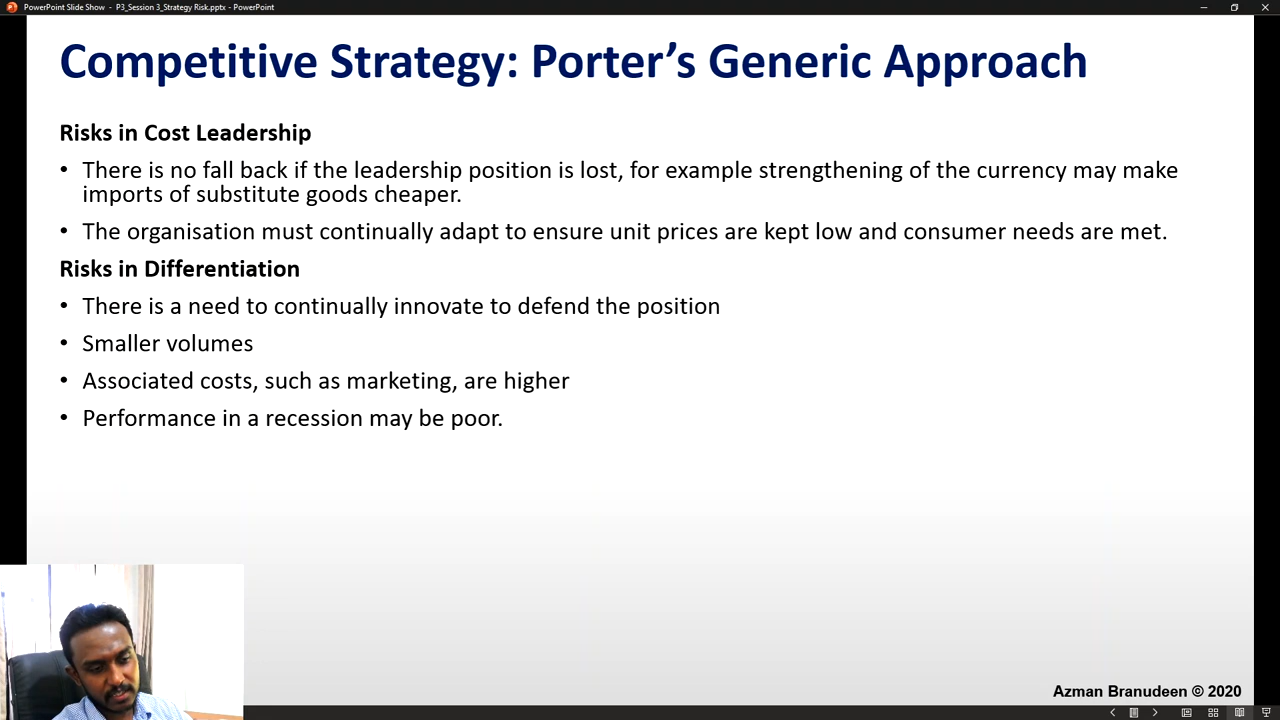 PowerPoint Slide Show - P3_Session 3_Strategy Risk.pptx - PowerPoint
Competitive Strategy: Porter’s Generic Approach
Risks in Cost Leadership
• There is no fall back if the leadership position is lost, for example strengthening of the currency may make
imports of substitute goods cheaper.
• The organisation must continually adapt to ensure unit prices are kept low and consumer needs are met.
Risks in Differentiation
• There is a need to continually innovate to defend the position
• Smaller volumes
• Associated costs, such as marketing, are higher
• Performance in a recession may be poor.
Azman Branudeen © 2020